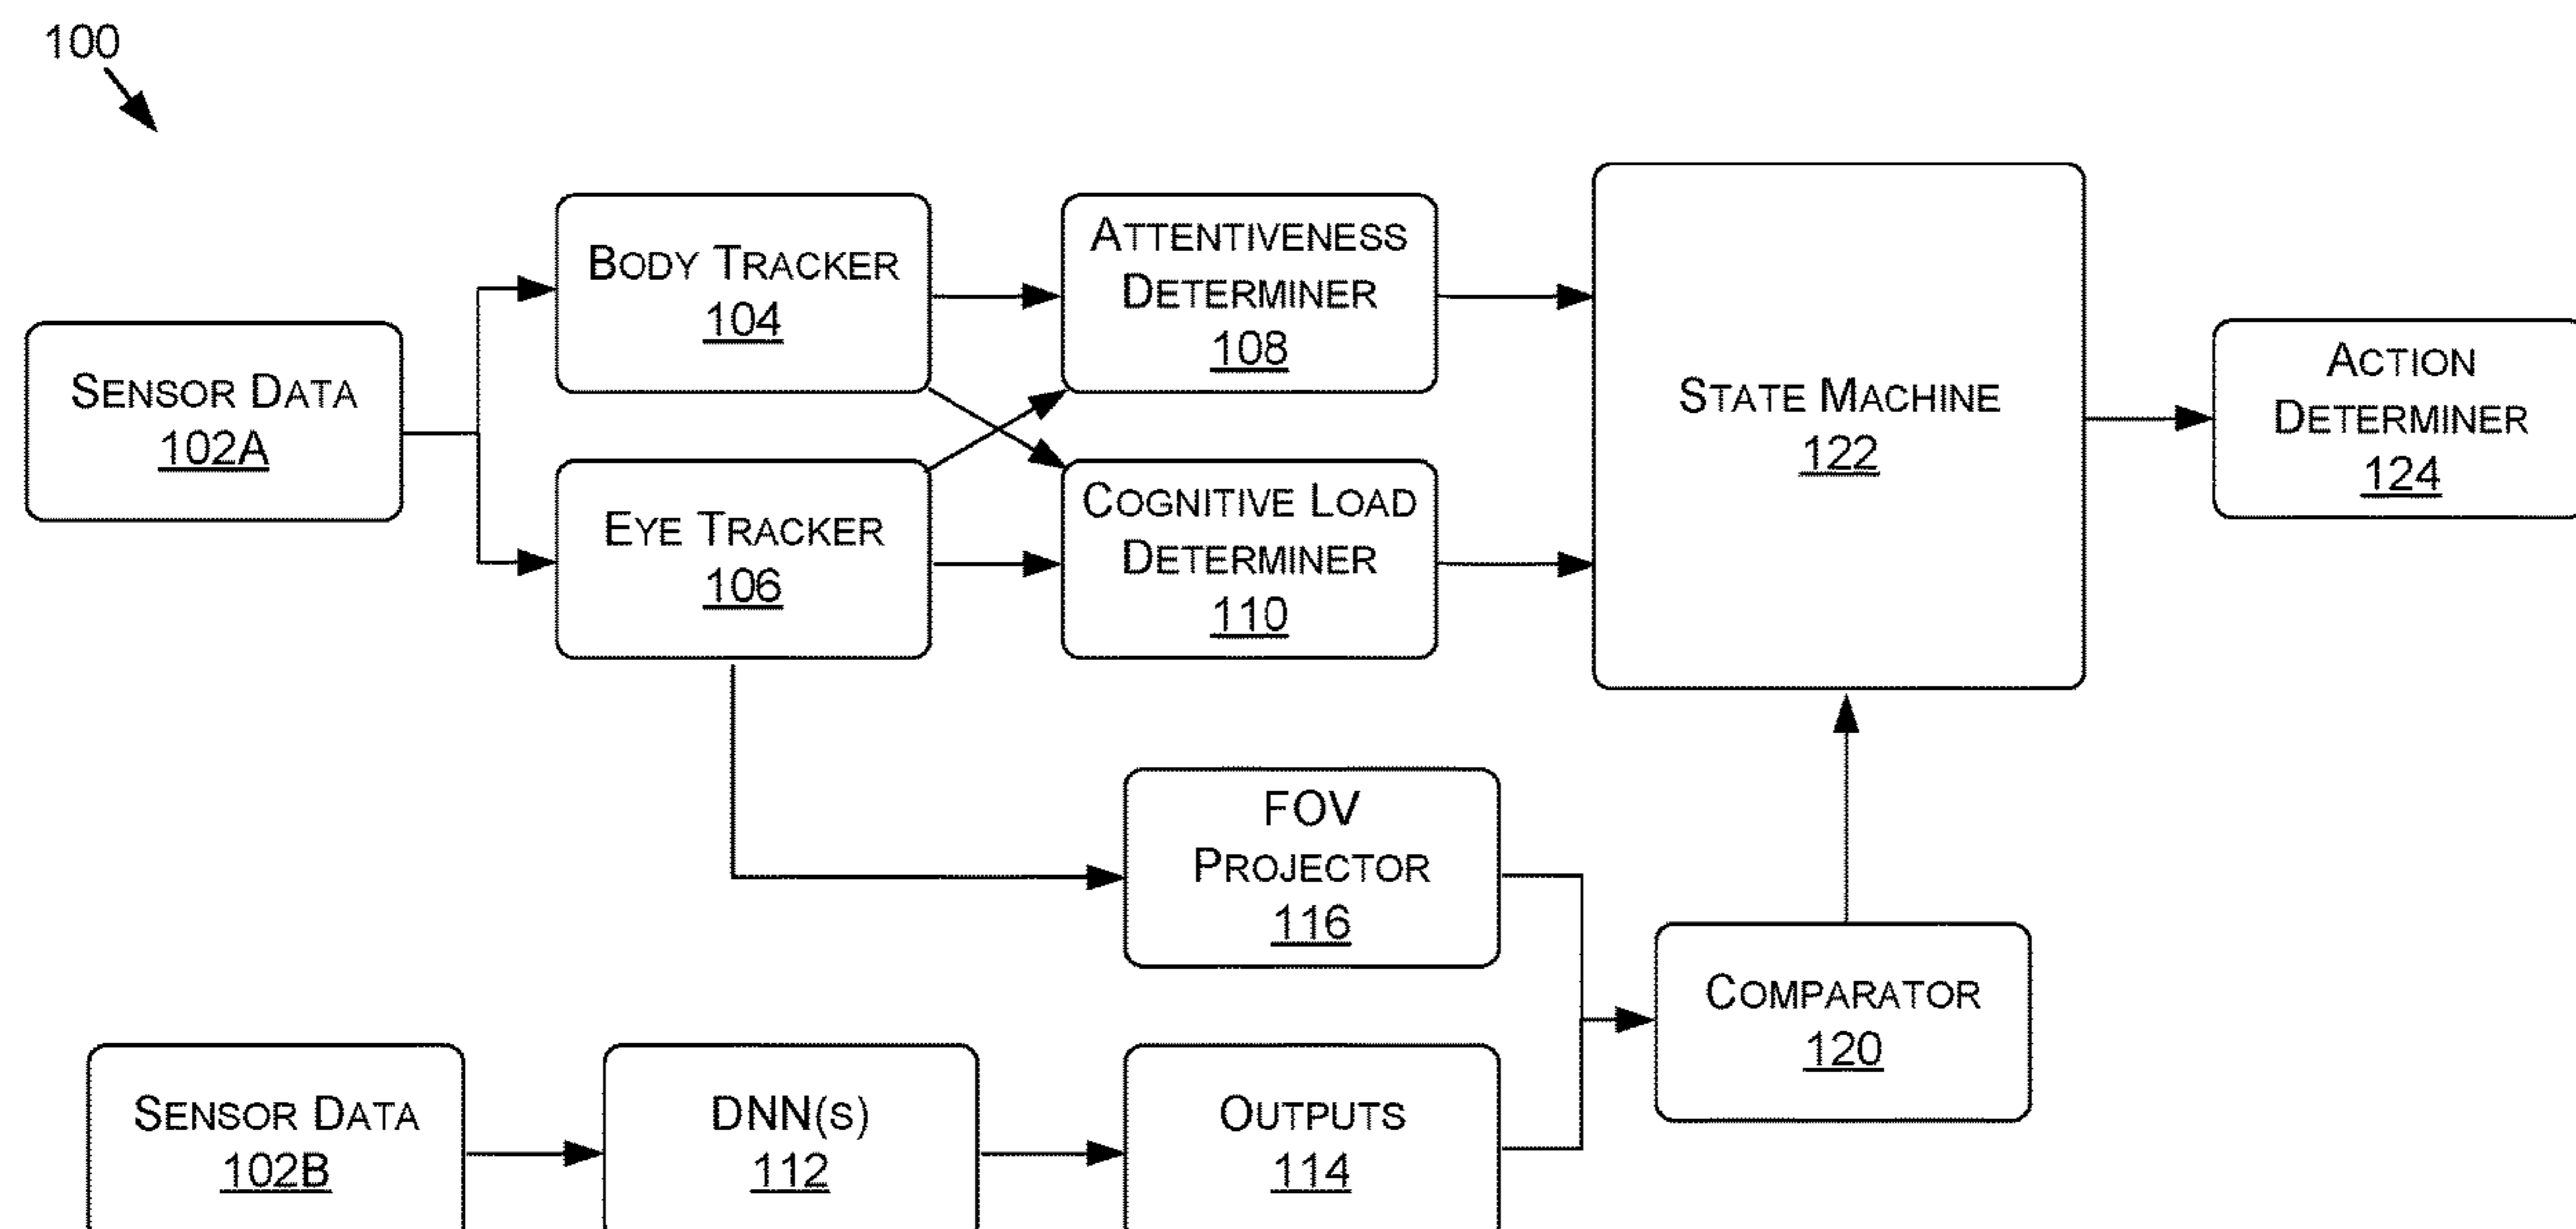 100
BODY TRACKER
104
ATTENTIVENESS
DETERMINER
108
SENSOR DATA
102A
STATE MACHINE
122
ACTION
DETERMINER
124
EYE TRACKER
106
COGNITIVE LOAD
DETERMINER
110
FOV
PROJECTOR
116
COMPARATOR
120
SENSOR DATA
102B
DNN(S)
112
OUTPUTS
114